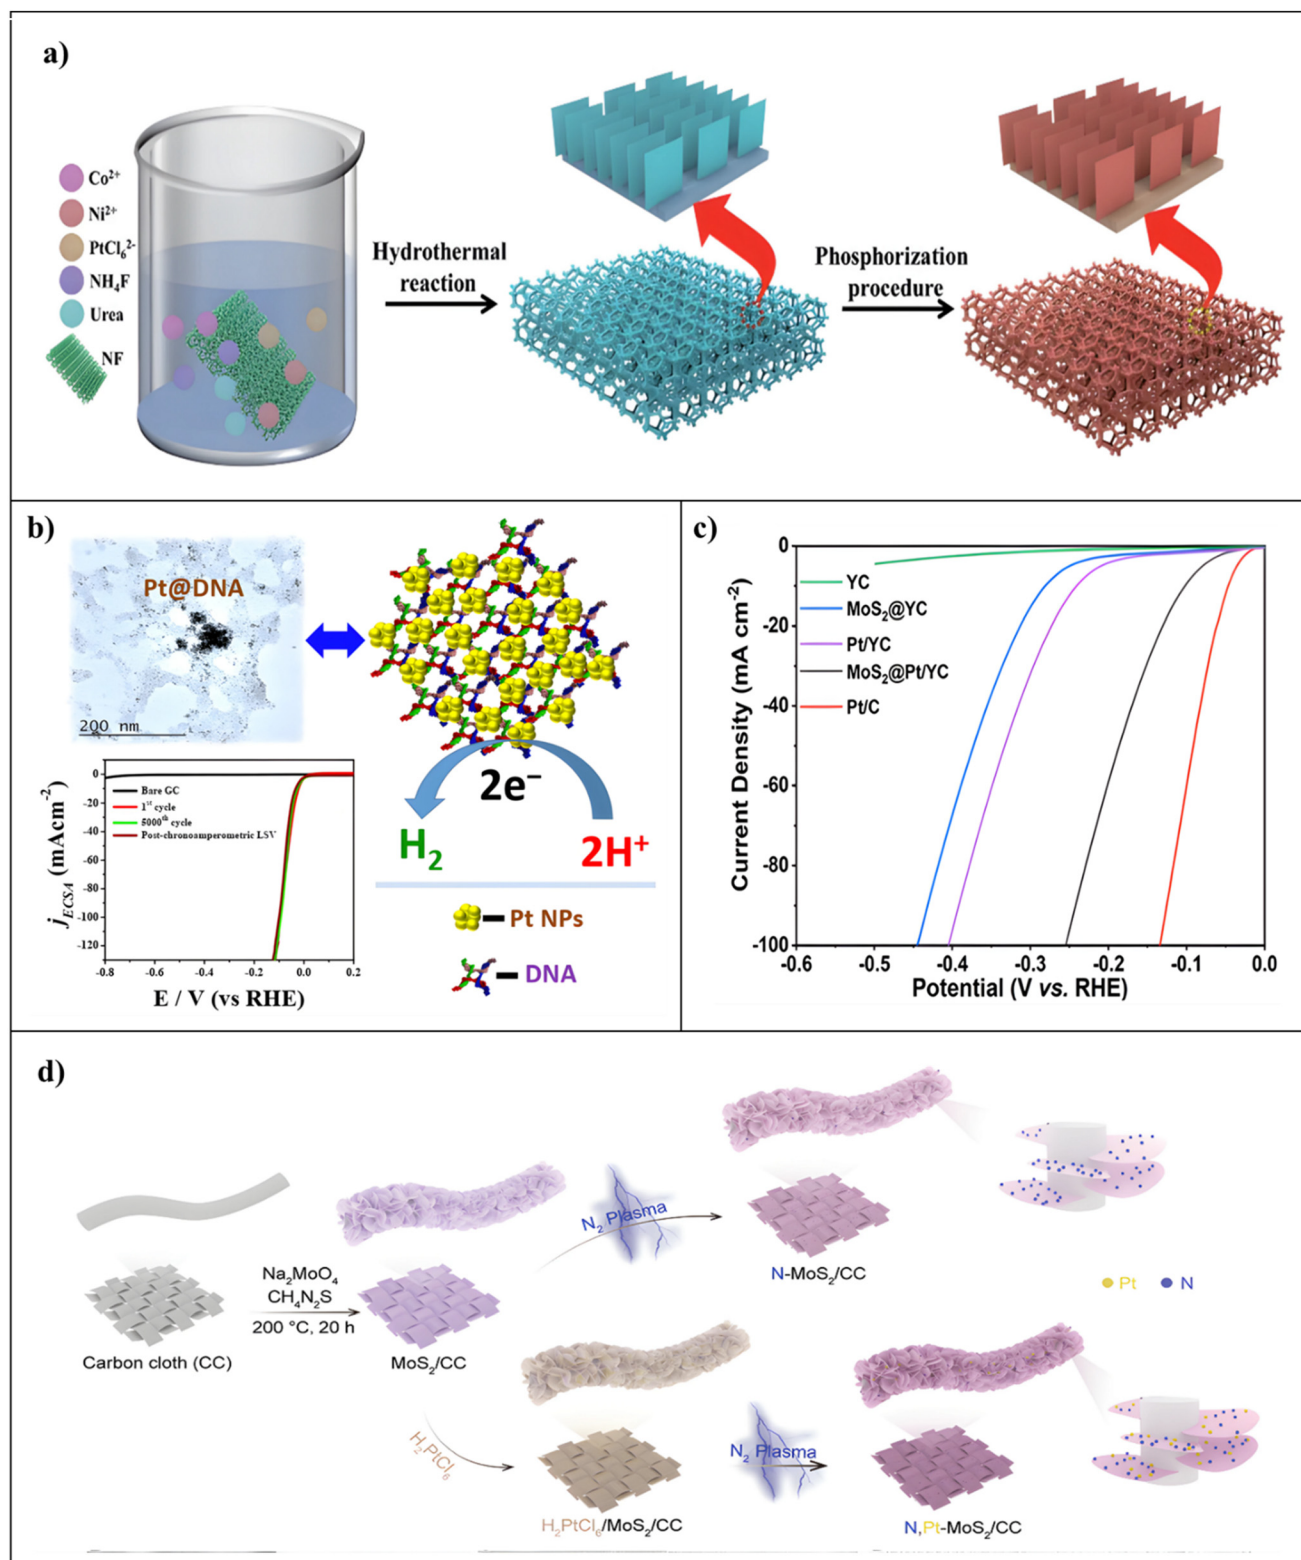 a)
Co²⁺
Ni²⁺
PtCl₆²⁻
NH₄F
Urea
NF
Hydrothermal
reaction
Phosphorization
procedure
b)
Pt@DNA
200 nm
0
-20
-40
-60
-80
-100
-120
-0.8
-0.6
-0.4
-0.2
0.0
0.2
j_ECSA (mAcm⁻²)
E / V (vs RHE)
Bare GC
1ˢᵗ cycle
5000ᵗʰ cycle
Post-chronoamperometric LSV
2e⁻
H₂
2H⁺
Pt NPs
DNA
c)
0
-20
-40
-60
-80
-100
-0.6
-0.5
-0.4
-0.3
-0.2
-0.1
0.0
Current Density (mA cm⁻²)
Potential (V vs. RHE)
YC
MoS₂@YC
Pt/YC
MoS₂@Pt/YC
Pt/C
d)
Carbon cloth (CC)
Na₂MoO₄
CH₄N₂S
200 °C, 20 h
MoS₂/CC
N₂ Plasma
N-MoS₂/CC
Pt
N
H₂PtCl₆
H₂PtCl₆/MoS₂/CC
N₂ Plasma
N,Pt-MoS₂/CC